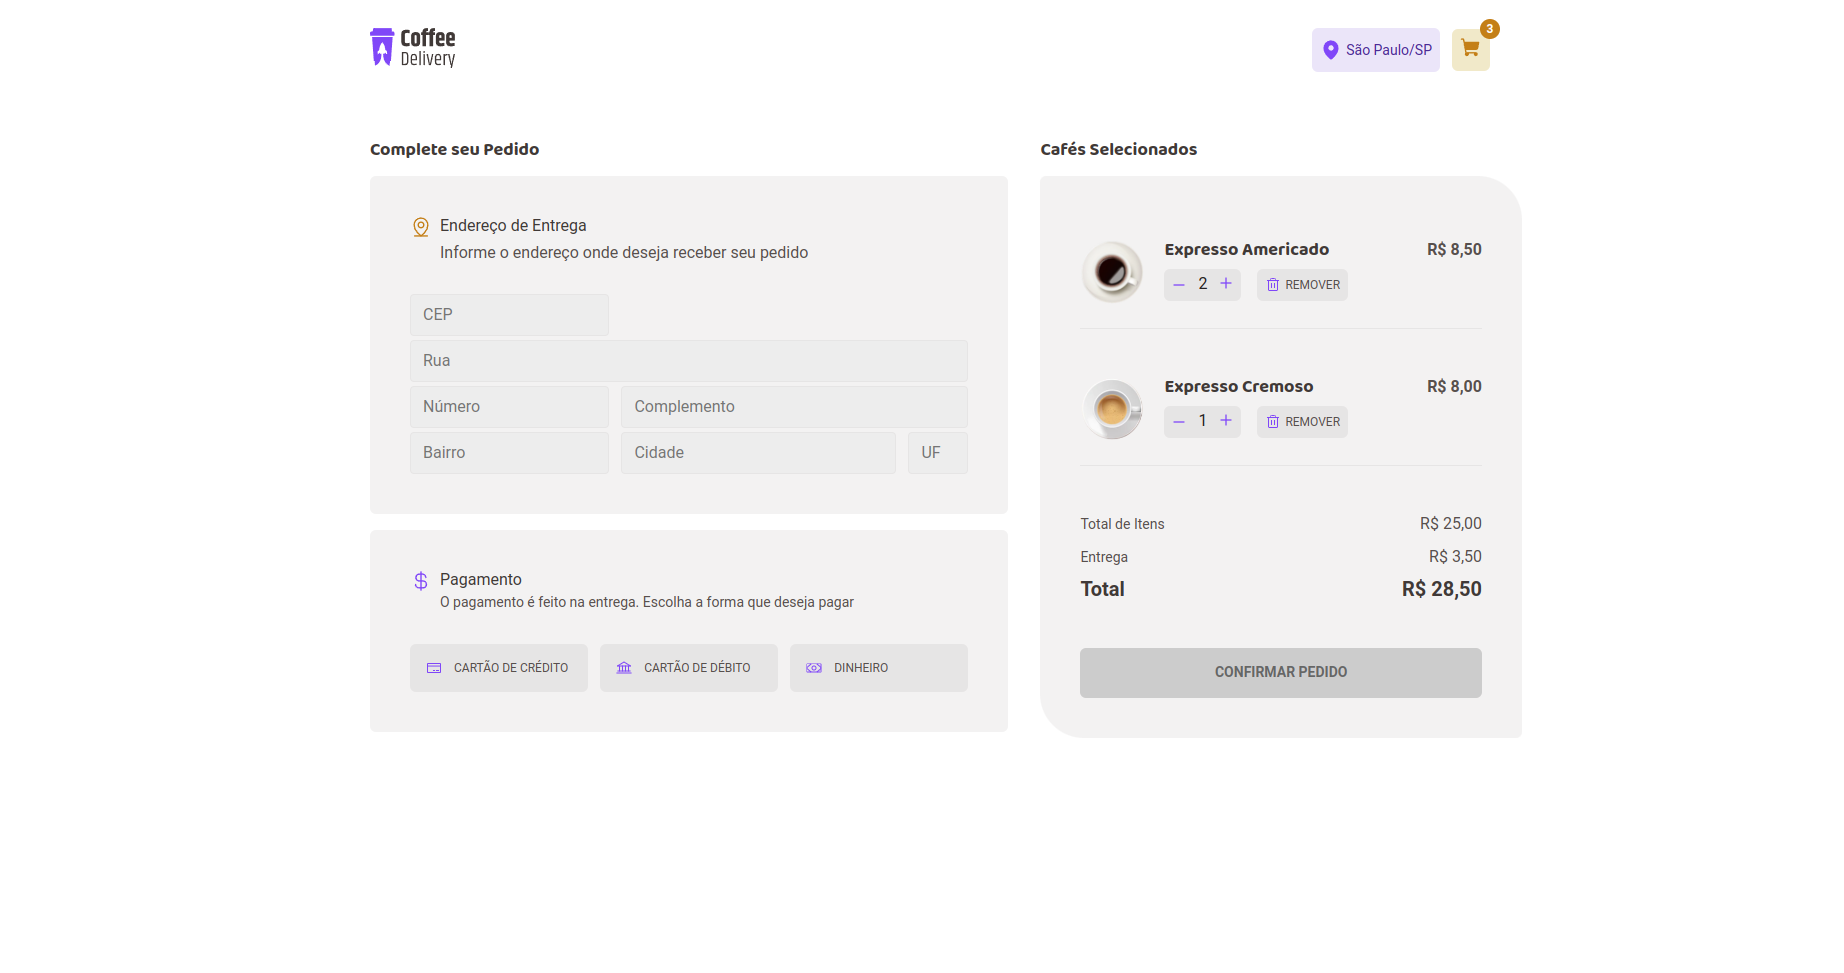 Coffee
Delivery
São Paulo/SP
3
Complete seu Pedido
Endereço de Entrega
Informe o endereço onde deseja receber seu pedido
CEP
Rua
Número
Complemento
Bairro
Cidade
UF
Pagamento
O pagamento é feito na entrega. Escolha a forma que deseja pagar
CARTÃO DE CRÉDITO
CARTÃO DE DÉBITO
DINHEIRO
Cafés Selecionados
Expresso Americado
R$ 8,50
2
REMOVER
Expresso Cremoso
R$ 8,00
1
REMOVER
Total de Itens
R$ 25,00
Entrega
R$ 3,50
Total
R$ 28,50
CONFIRMAR PEDIDO